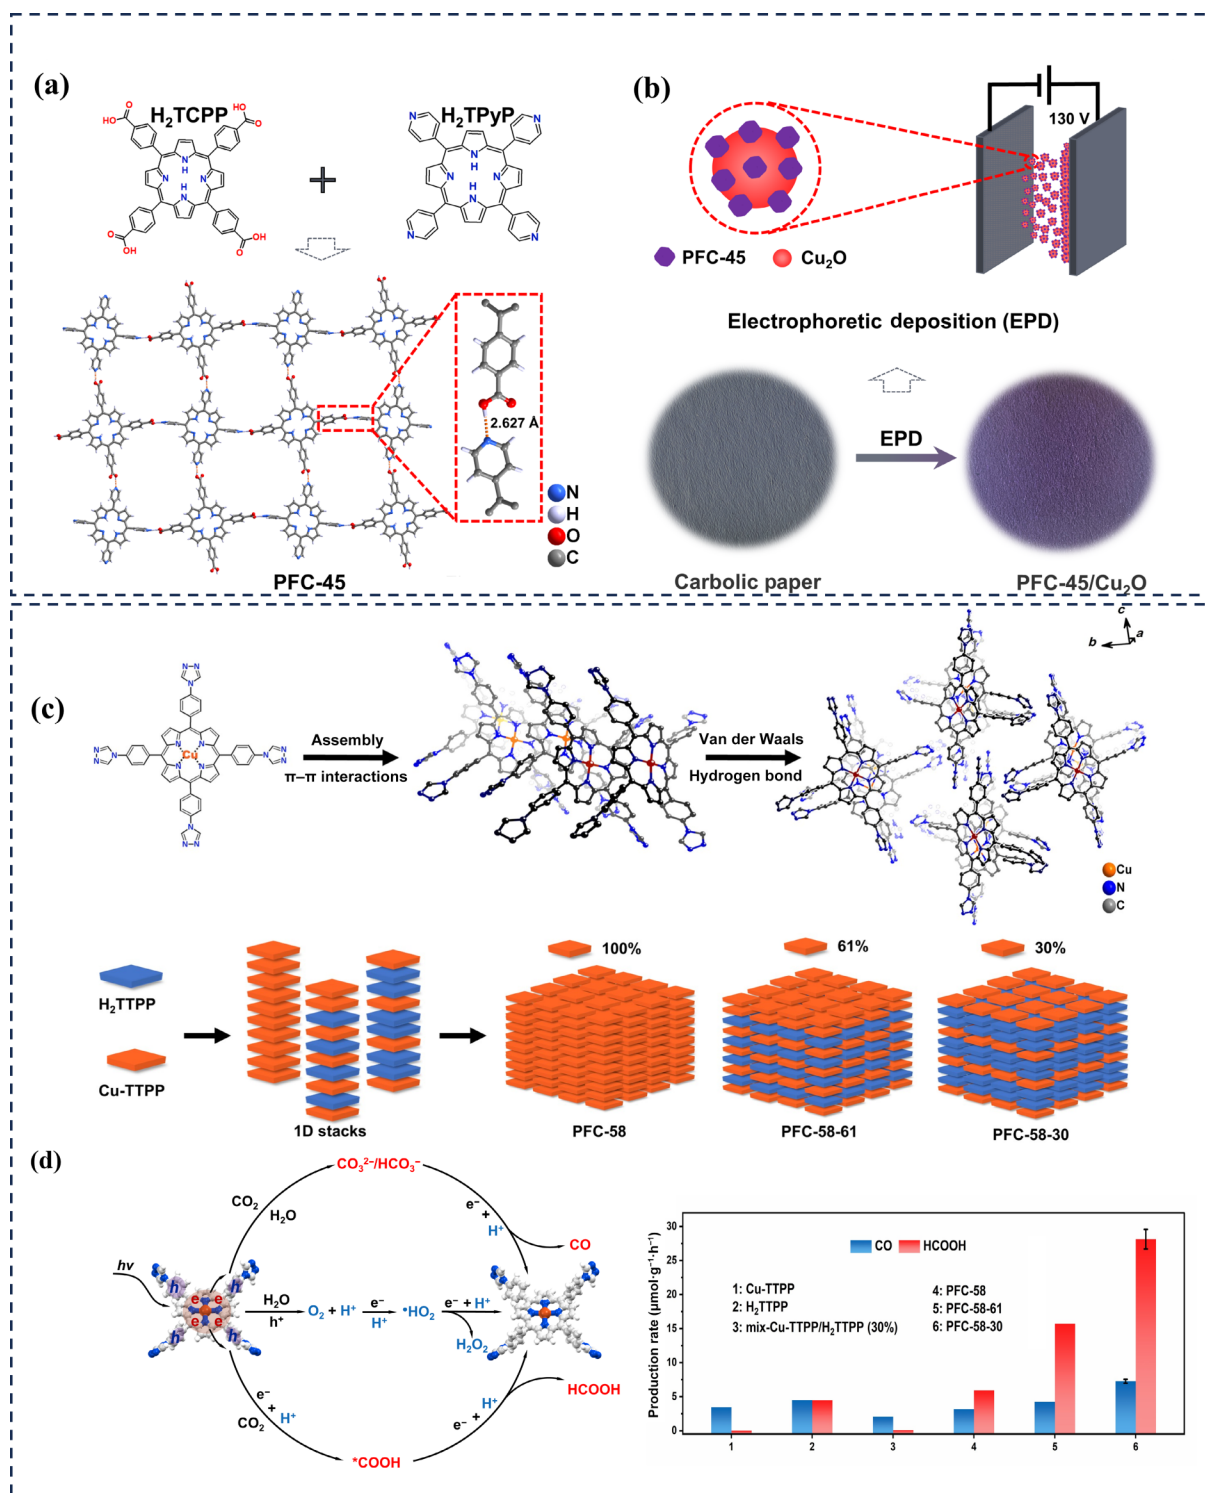 (a)
H₂TCPP
H₂TPyP
HO
O
HO
O
N
N
N
H
N
N
H
N
+
N
H
N
N
H
N
O
OH
OH
O
N
N
2.627 Å
N
H
O
C
PFC-45
(b)
130 V
PFC-45
Cu₂O
Electrophoretic deposition (EPD)
EPD
Carbolic paper
PFC-45/Cu₂O
(c)
N-N
N
N
N
N
N
N
Cu
N
N
N
N
N
N
N
N-N
Assembly
π–π interactions
Van der Waals
Hydrogen bond
c
b
a
Cu
N
C
H₂TTPP
Cu-TTPP
1D stacks
100%
PFC-58
61%
PFC-58-61
30%
PFC-58-30
(d)
CO₃²⁻/HCO₃⁻
CO₂
H₂O
e⁻
+
H⁺
CO
hv
h
h
e
e
e
e
h
h
H₂O
h⁺
O₂ + H⁺
e⁻
H⁺
•HO₂
e⁻ + H⁺
H₂O₂
HCOOH
e⁻
+
CO₂
H⁺
H⁺
e⁻ +
*COOH
Production rate (μmol·g⁻¹·h⁻¹)
30
25
20
15
10
5
0
CO
HCOOH
1: Cu-TTPP
2: H₂TTPP
3: mix-Cu-TTPP/H₂TTPP (30%)
4: PFC-58
5: PFC-58-61
6: PFC-58-30
1
2
3
4
5
6